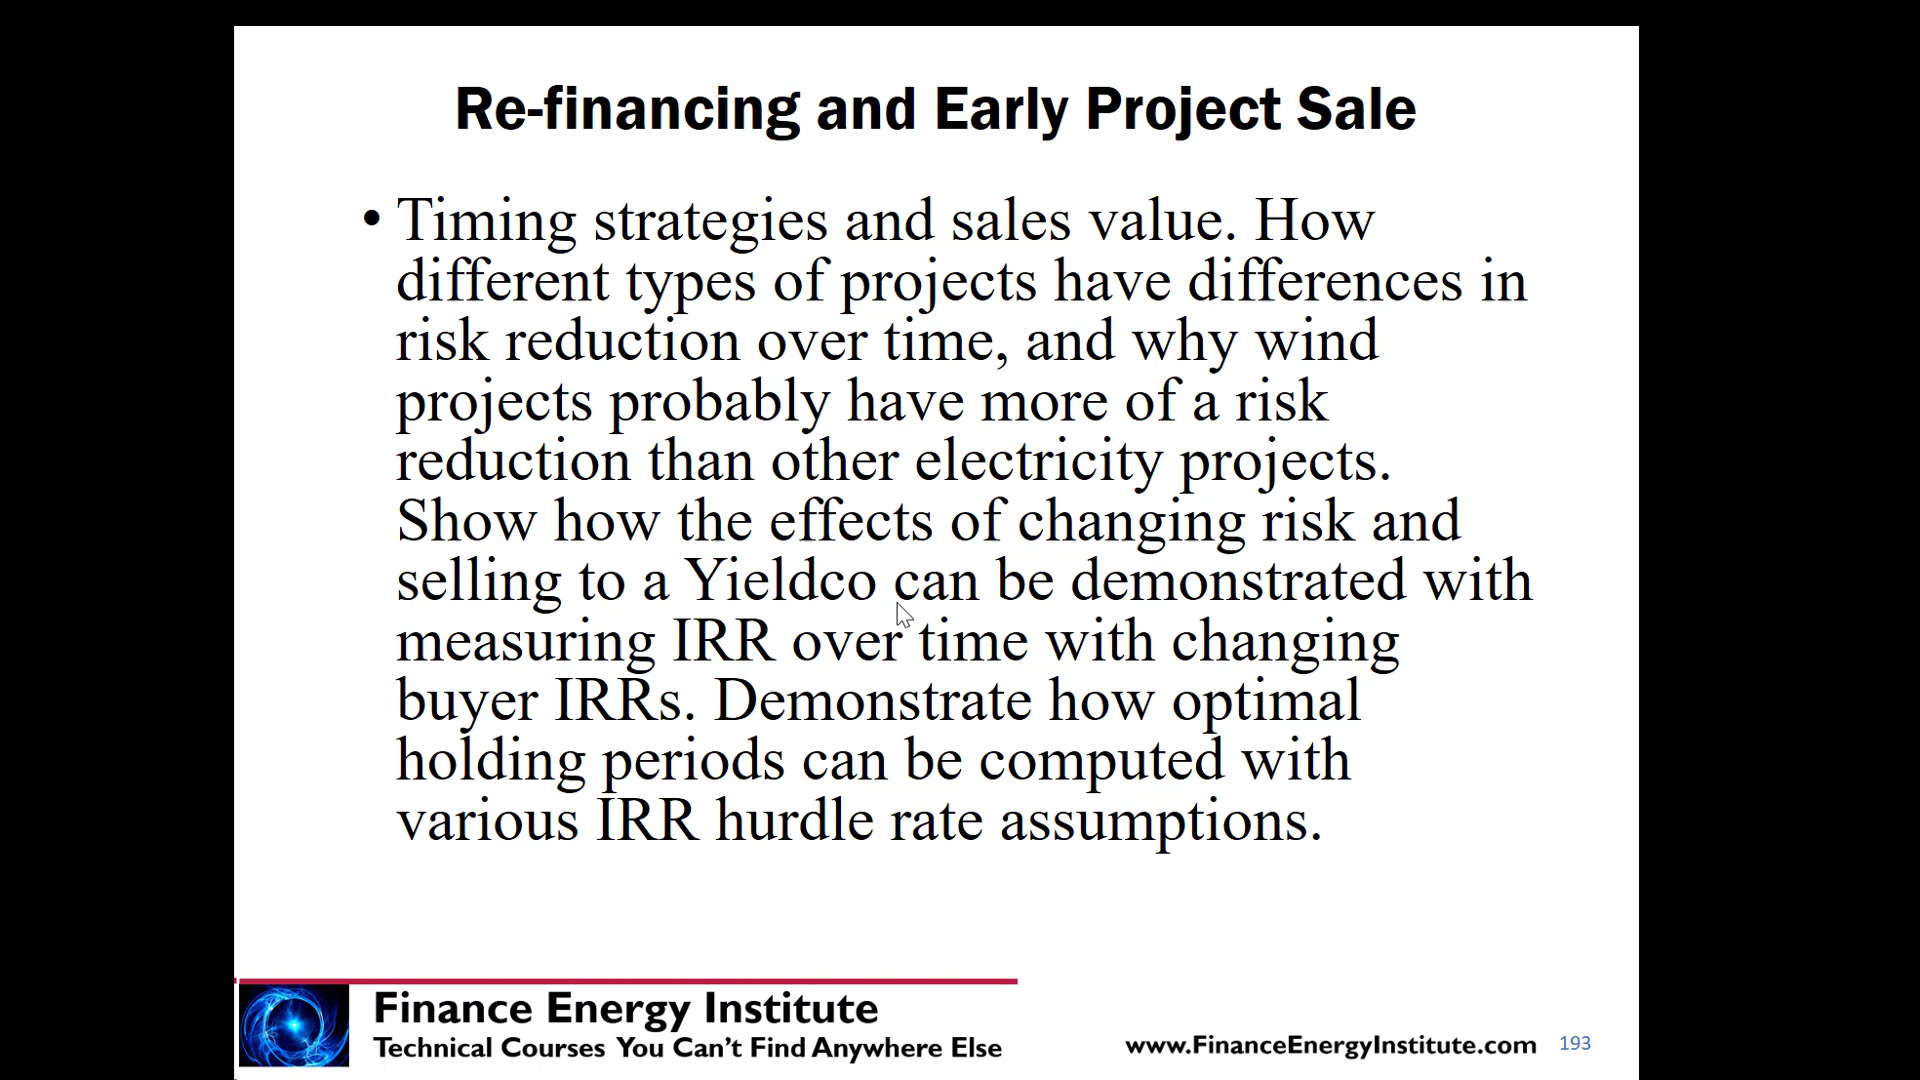 Re-financing and Early Project Sale
• Timing strategies and sales value. How
different types of projects have differences in
risk reduction over time, and why wind
projects probably have more of a risk
reduction than other electricity projects.
Show how the effects of changing risk and
selling to a Yieldco can be demonstrated with
measuring IRR over time with changing
buyer IRRs. Demonstrate how optimal
holding periods can be computed with
various IRR hurdle rate assumptions.
Finance Energy Institute
Technical Courses You Can't Find Anywhere Else
www.FinanceEnergyInstitute.com 193